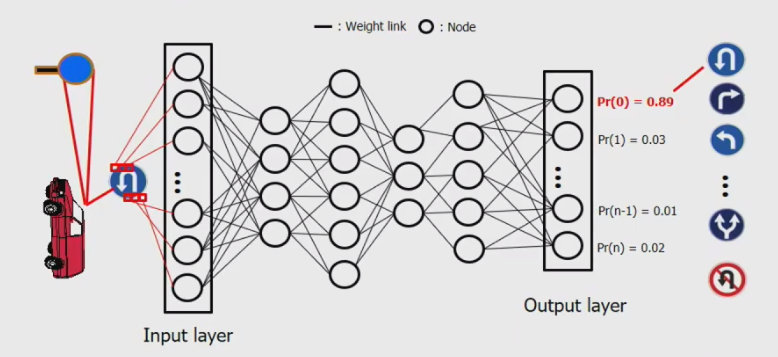 : Weight link : Node
Pr(0) = 0.89
Pr(1) = 0.03
Pr(n-1) = 0.01
Pr(n) = 0.02
Output layer
Input layer